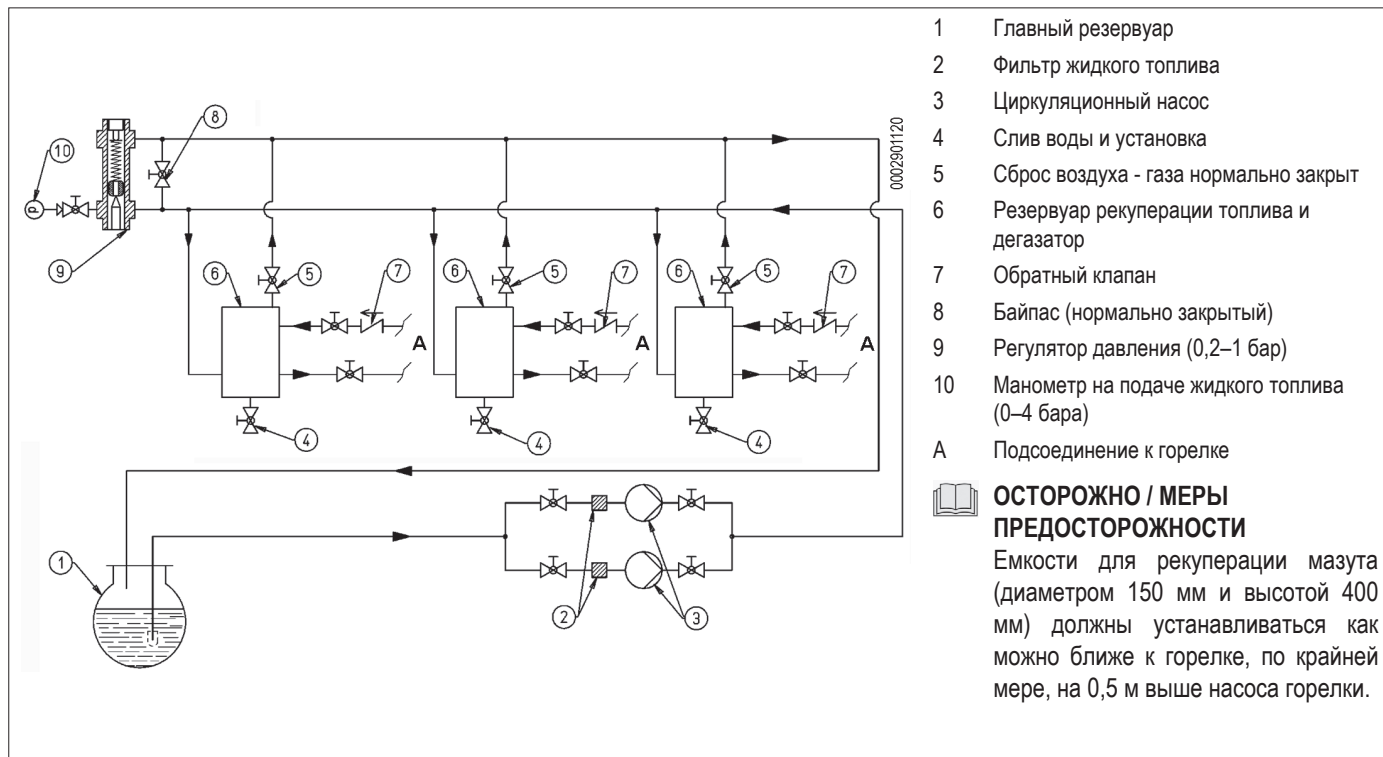 8
10
P
9
0002901120
6
5
7
A
6
5
7
A
6
5
7
A
4
4
4
1
2
3
1 Главный резервуар
2 Фильтр жидкого топлива
3 Циркуляционный насос
4 Слив воды и установка
5 Сброс воздуха - газа нормально закрыт
6 Резервуар рекуперации топлива и
дегазатор
7 Обратный клапан
8 Байпас (нормально закрытый)
9 Регулятор давления (0,2–1 бар)
10 Манометр на подаче жидкого топлива
(0–4 бара)
A Подсоединение к горелке
ОСТОРОЖНО / МЕРЫ
ПРЕДОСТОРОЖНОСТИ
Емкости для рекуперации мазута
(диаметром 150 мм и высотой 400
мм) должны устанавливаться как
можно ближе к горелке, по крайней
мере, на 0,5 м выше насоса горелки.